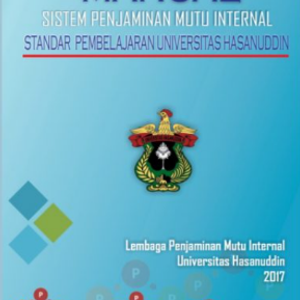 SISTEM PENJAMINAN MUTU INTERNAL
STANDAR PEMBELAJARAN UNIVERSITAS HASANUDDIN
Lembaga Penjaminan Mutu Internal
Universitas Hasanuddin
2017
P
P